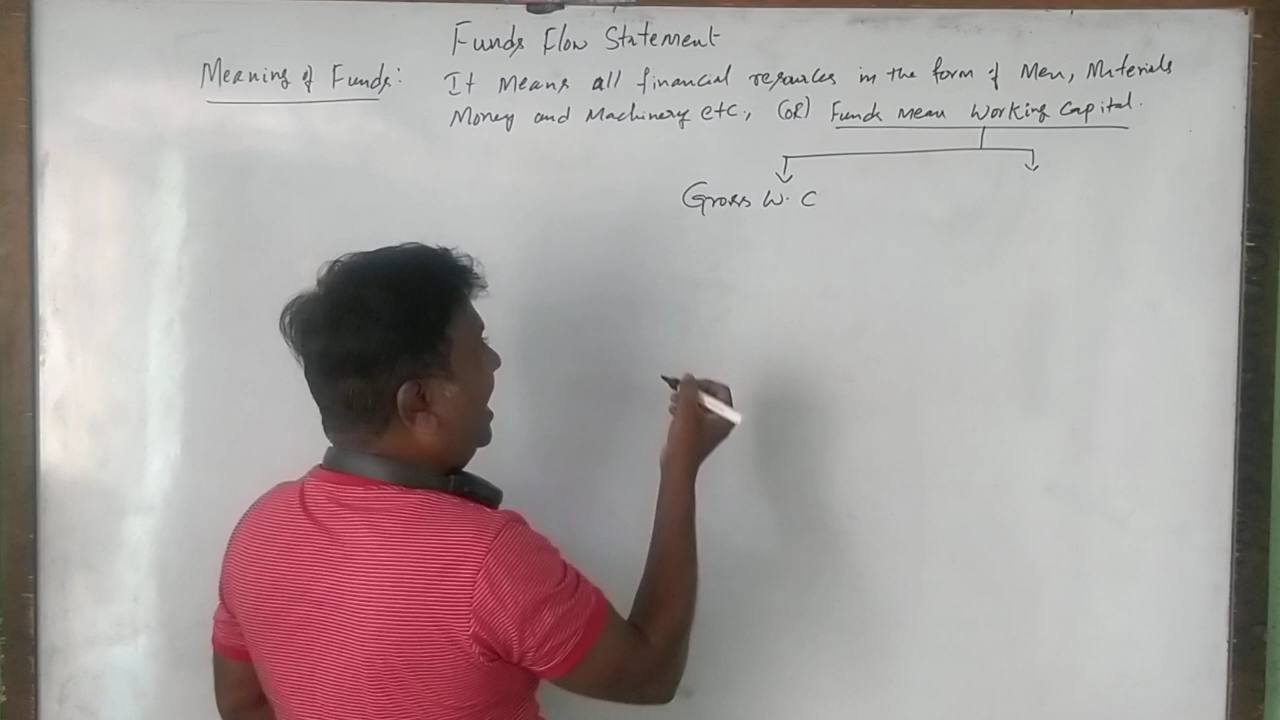 Funds Flow Statement
Meaning of Funds: It Means all financial resources in the form of Men, Materials
Money and Machinery etc., (OR) Funds mean Working Capital.
Gross W. C